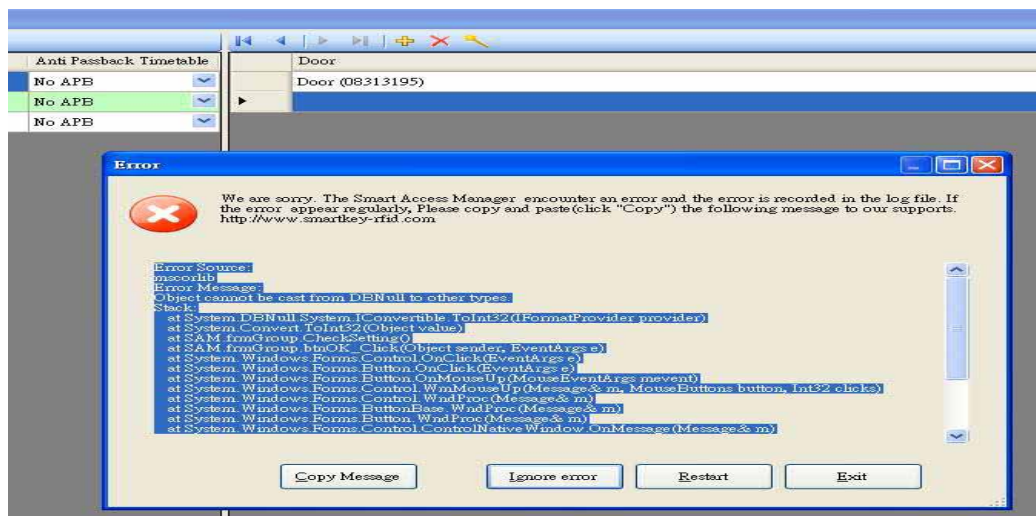 Anti Passback Timetable
Door
No APB
Door (08313195)
No APB
No APB
Error
We are sorry. The Smart Access Manager encounter an error and the error is recorded in the log file. If
the error appear regularly, Please copy and paste(click "Copy") the following message to our supports.
http://www.smartkey-rfid.com
Error Source:
mscorlib
Error Message:
Object cannot be cast from DBNull to other types.
Stack:
at System.DBNull.System.IConvertible.ToInt32(IFormatProvider provider)
at System.Convert.ToInt32(Object value)
at SAM.frmGroup.CheckSetting()
at SAM.frmGroup.btnOK_Click(Object sender, EventArgs e)
at System.Windows.Forms.Control.OnClick(EventArgs e)
at System.Windows.Forms.Button.OnClick(EventArgs e)
at System.Windows.Forms.Button.OnMouseUp(MouseEventArgs mevent)
at System.Windows.Forms.Control.WmMouseUp(Message& m, MouseButtons button, Int32 clicks)
at System.Windows.Forms.Control.WndProc(Message& m)
at System.Windows.Forms.ButtonBase.WndProc(Message& m)
at System.Windows.Forms.Button.WndProc(Message& m)
at System.Windows.Forms.Control.ControlNativeWindow.OnMessage(Message& m)
Copy Message
Ignore error
Restart
Exit